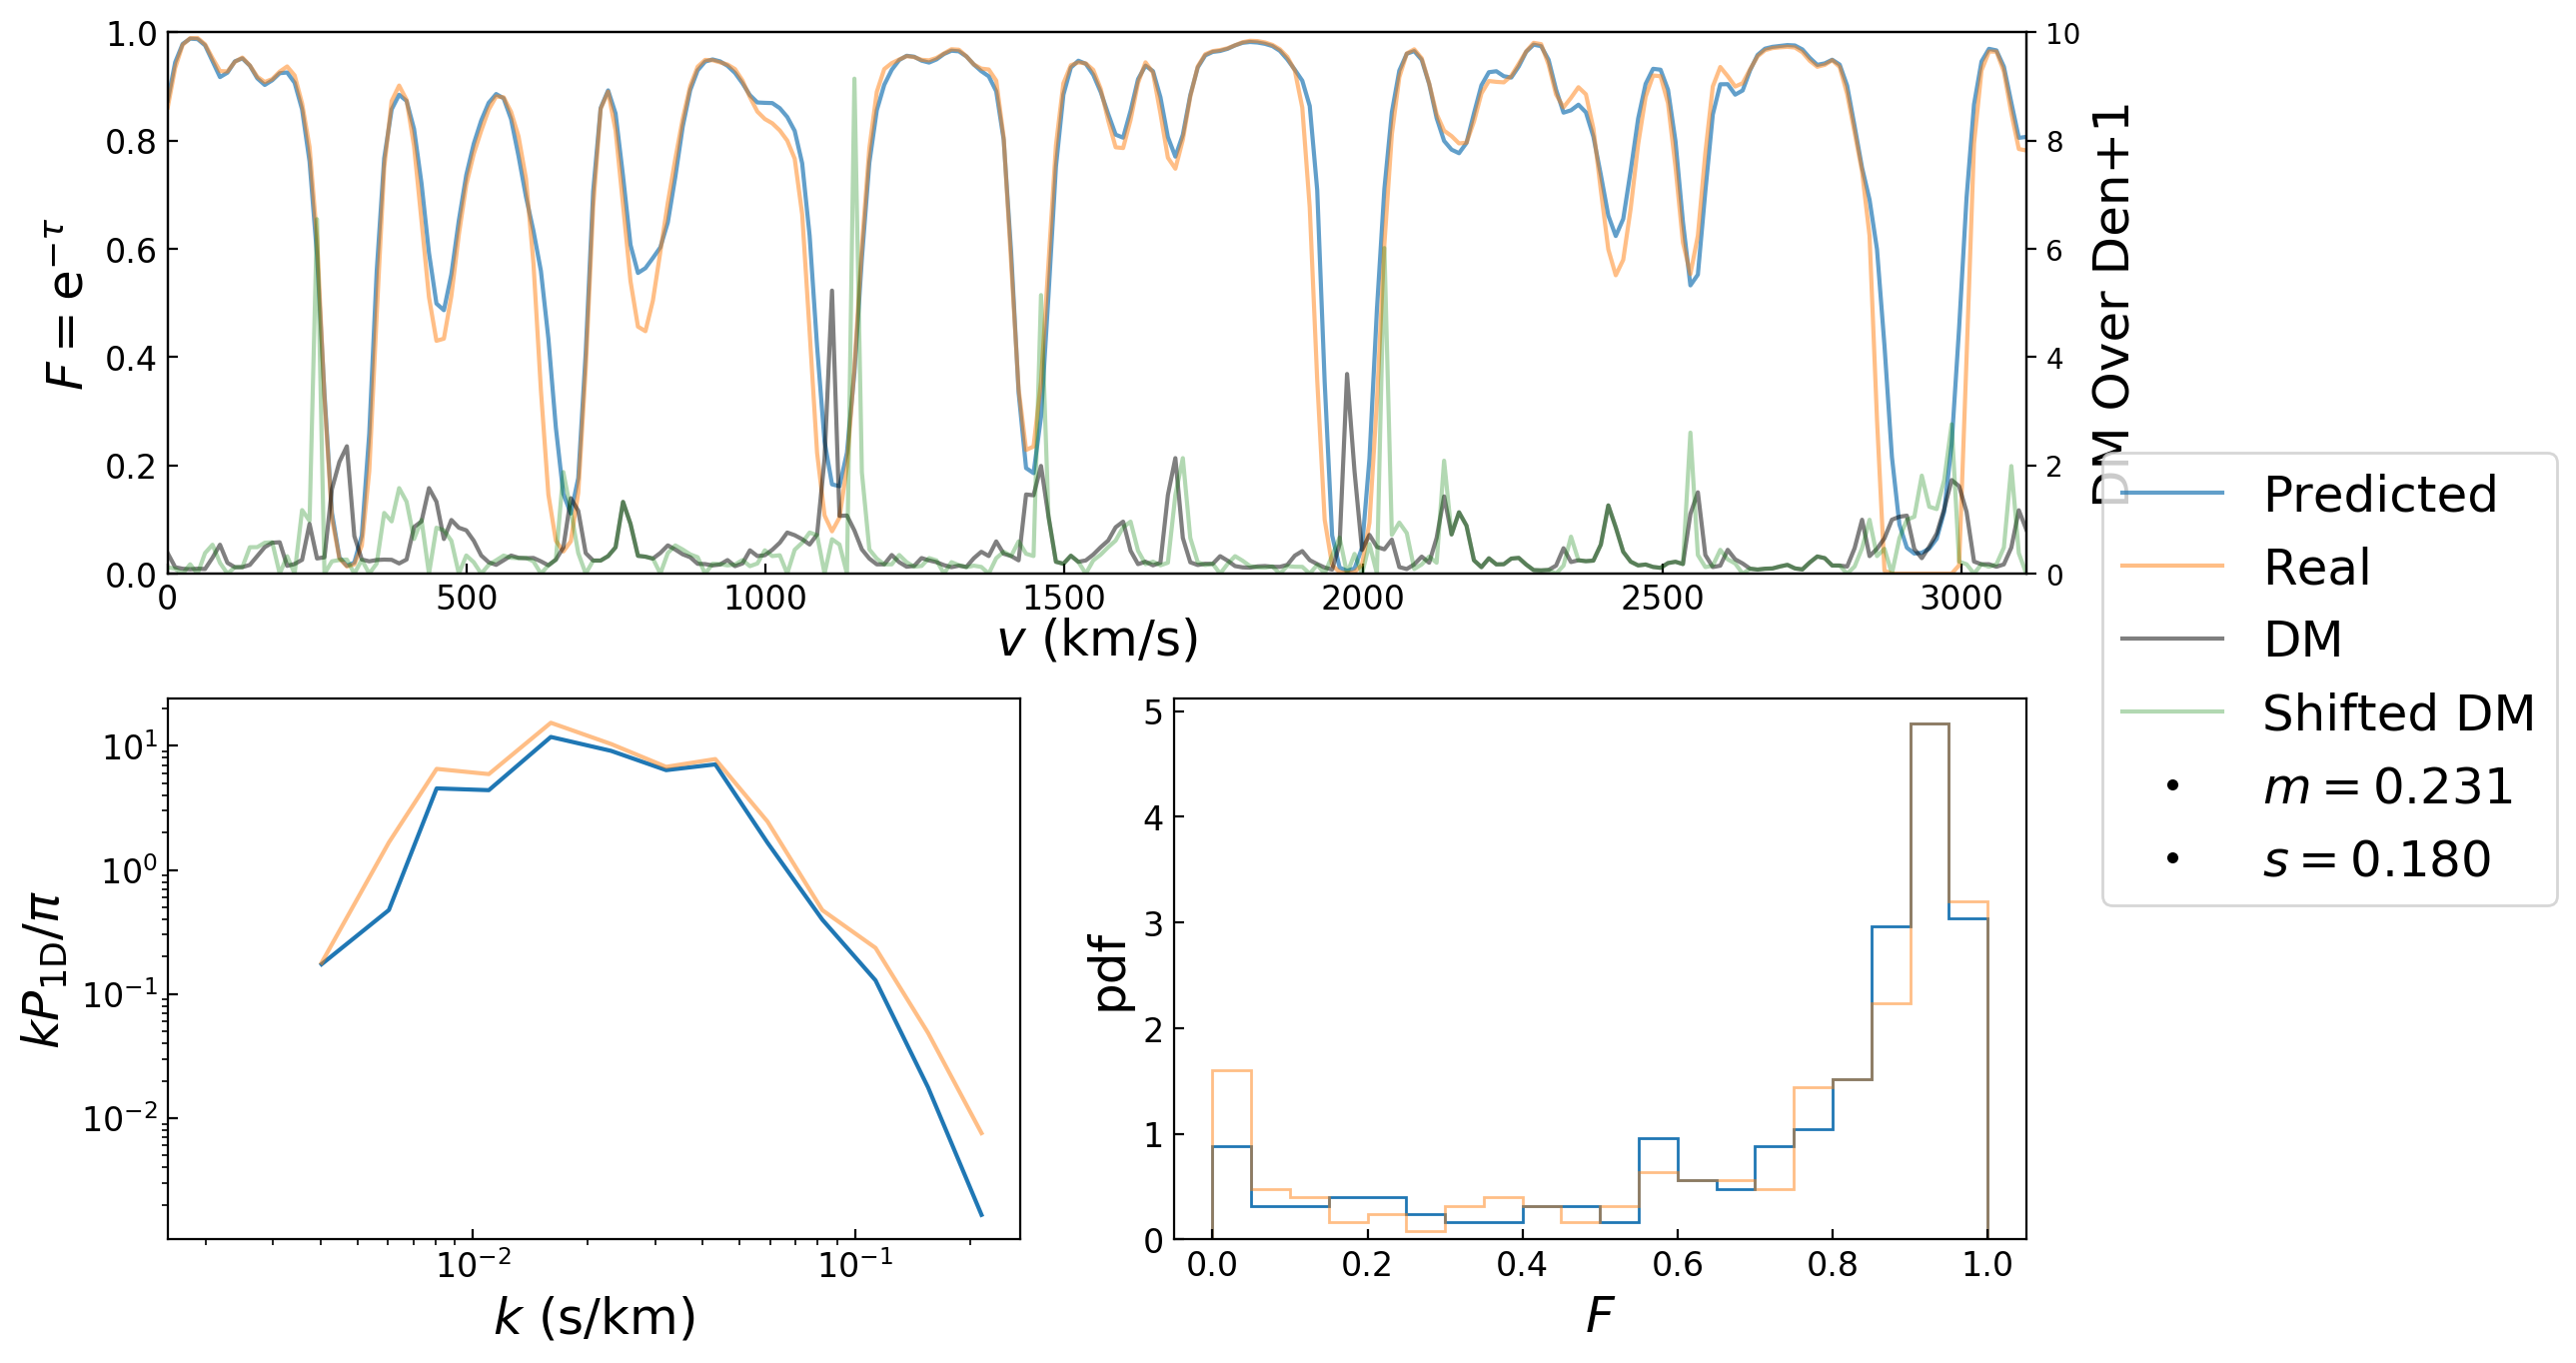 1.0
0.8
0.6
0.4
0.2
0.0
F = e^{−τ}
10
8
6
4
2
0
DM Over Den+1
0 500 1000 1500 2000 2500 3000
v (km/s)
Predicted
Real
DM
Shifted DM
m = 0.231
s = 0.180
10^1
10^0
10^{−1}
10^{−2}
kP_{1D}/π
10^{−2} 10^{−1}
k (s/km)
5
4
3
2
1
0
pdf
0.0 0.2 0.4 0.6 0.8 1.0
F